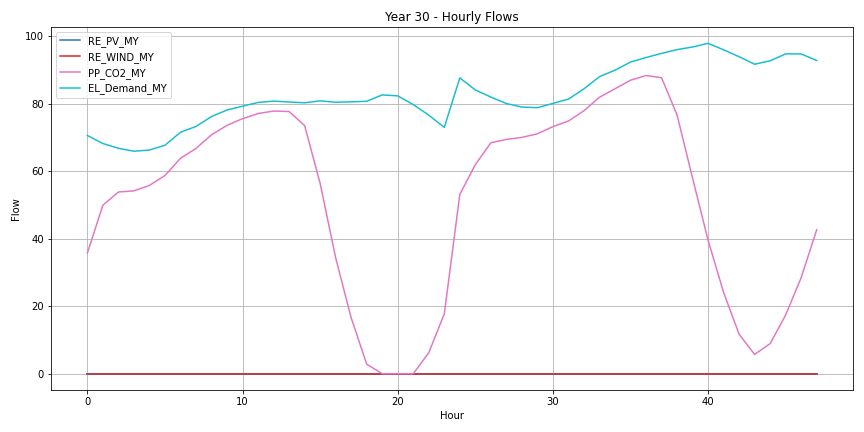 Year 30 - Hourly Flows
RE_PV_MY
RE_WIND_MY
PP_CO2_MY
EL_Demand_MY
Flow
100
80
60
40
20
0
0 10 20 30 40
Hour